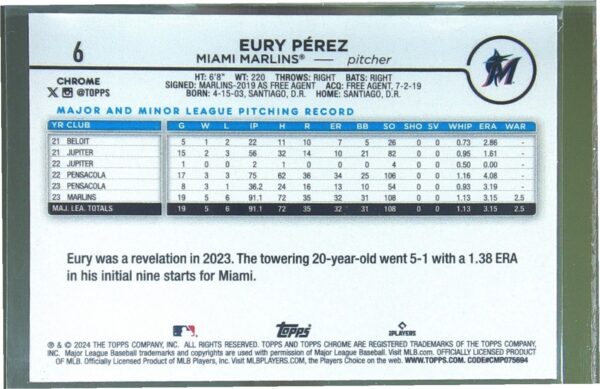 6
EURY PÉREZ
MIAMI MARLINS® — pitcher
CHROME
@TOPPS
HT: 6'8" WT: 220 THROWS: RIGHT BATS: RIGHT
SIGNED: MARLINS-2019 AS FREE AGENT ACQ: FREE AGENT, 7-2-19
BORN: 4-15-03, SANTIAGO, D.R. HOME: SANTIAGO, D.R.
MAJOR AND MINOR LEAGUE PITCHING RECORD
YR CLUB G W L IP H R ER BB SO SHO SV WHIP ERA WAR
21 BELOIT 5 1 2 22 11 10 7 5 26 0 0 0.73 2.86 -
21 JUPITER 15 2 3 56 32 14 10 21 82 0 0 0.95 1.61 -
22 JUPITER 1 0 0 2 1 0 0 0 4 0 0 0.50 0.00 -
22 PENSACOLA 17 3 3 75 62 36 34 25 106 0 0 1.16 4.08 -
23 PENSACOLA 8 3 1 36.2 24 16 13 10 54 0 0 0.93 3.19 -
23 MARLINS 19 5 6 91.1 72 35 32 31 108 0 0 1.13 3.15 2.5
MAJ. LEA. TOTALS 19 5 6 91.1 72 35 32 31 108 0 0 1.13 3.15 2.5
Eury was a revelation in 2023. The towering 20-year-old went 5-1 with a 1.38 ERA
in his initial nine starts for Miami.
topps
PLAYERS
® & © 2024 THE TOPPS COMPANY, INC. ALL RIGHTS RESERVED. TOPPS AND TOPPS CHROME ARE REGISTERED TRADEMARKS OF THE TOPPS COMPANY,
INC. Major League Baseball trademarks and copyrights are used with permission of Major League Baseball. Visit MLB.com. OFFICIALLY LICENSED PRODUCT
OF MLB. Officially Licensed Product of MLB Players, Inc. Visit MLBPLAYERS.com, the Players Choice on the web. WWW.TOPPS.COM. CODE#CMP075694